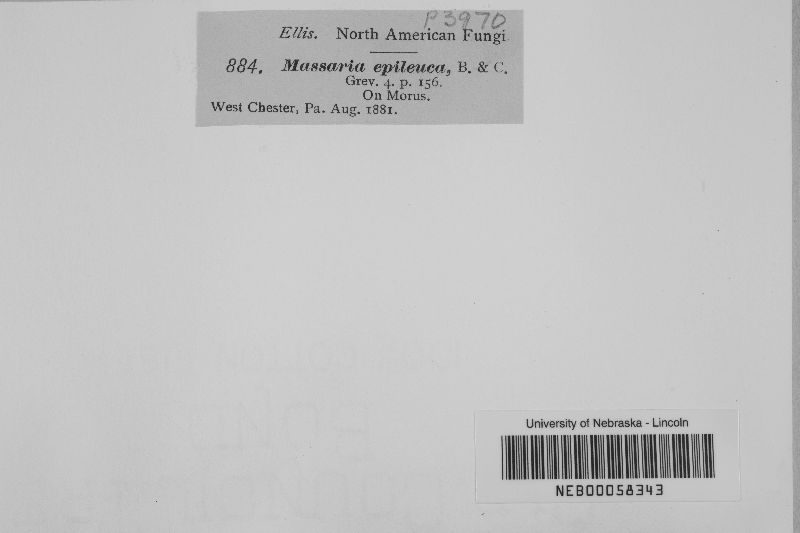 P3970
Ellis. North American Fungi
884. Massaria epileuca, B. & C.
Grev. 4. p. 156.
On Morus.
West Chester, Pa. Aug. 1881.
University of Nebraska - Lincoln
NEB00058343